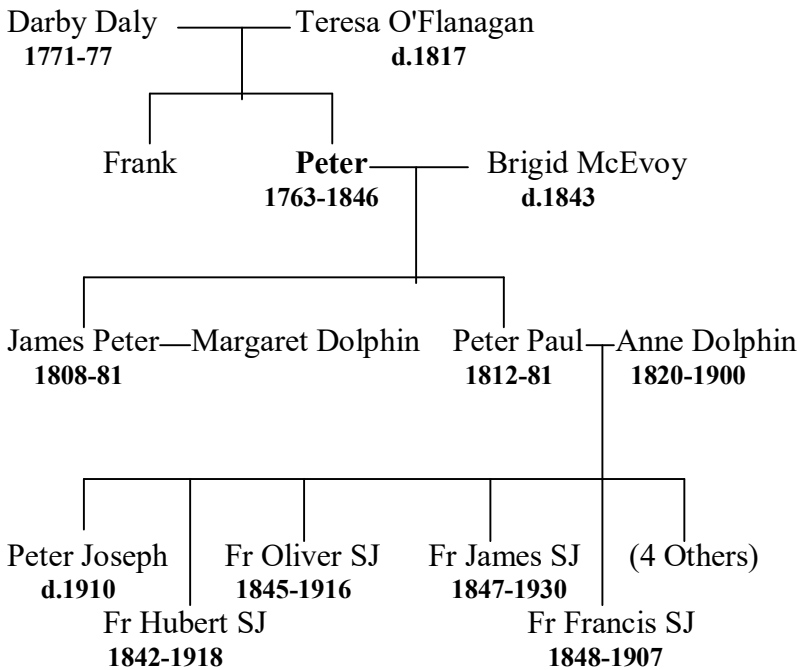 Darby Daly Teresa O'Flanagan
1771-77 d.1817
Frank Peter Brigid McEvoy
1763-1846 d.1843
James Peter Margaret Dolphin Peter Paul Anne Dolphin
1808-81 1812-81 1820-1900
Peter Joseph Fr Oliver SJ Fr James SJ (4 Others)
d.1910 1845-1916 1847-1930
Fr Hubert SJ Fr Francis SJ
1842-1918 1848-1907